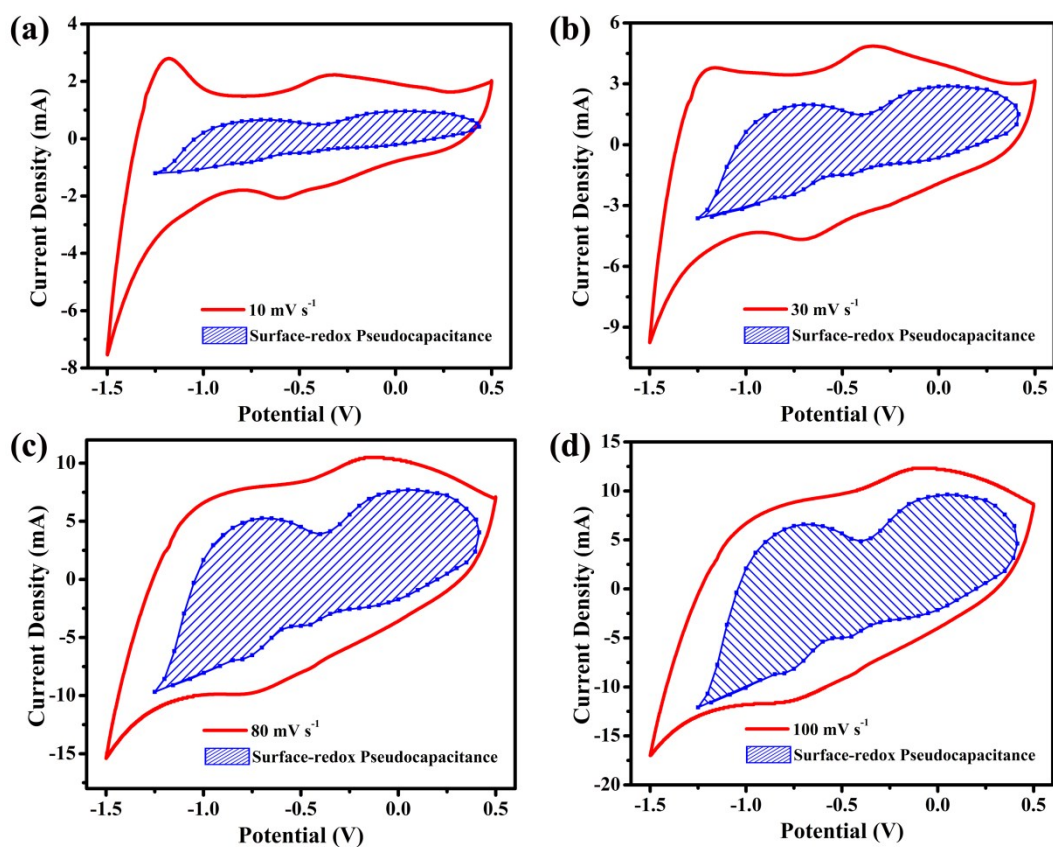 (a)
Current Density (mA)
4
2
0
-2
-4
-6
-8
10 mV s-1
Surface-redox Pseudocapacitance
-1.5 -1.0 -0.5 0.0 0.5
Potential (V)
(b)
Current Density (mA)
6
3
0
-3
-6
-9
30 mV s-1
Surface-redox Pseudocapacitance
-1.5 -1.0 -0.5 0.0 0.5
Potential (V)
(c)
Current Density (mA)
10
5
0
-5
-10
-15
80 mV s-1
Surface-redox Pseudocapacitance
-1.5 -1.0 -0.5 0.0 0.5
Potential (V)
(d)
Current Density (mA)
15
10
5
0
-5
-10
-15
-20
100 mV s-1
Surface-redox Pseudocapacitance
-1.5 -1.0 -0.5 0.0 0.5
Potential (V)